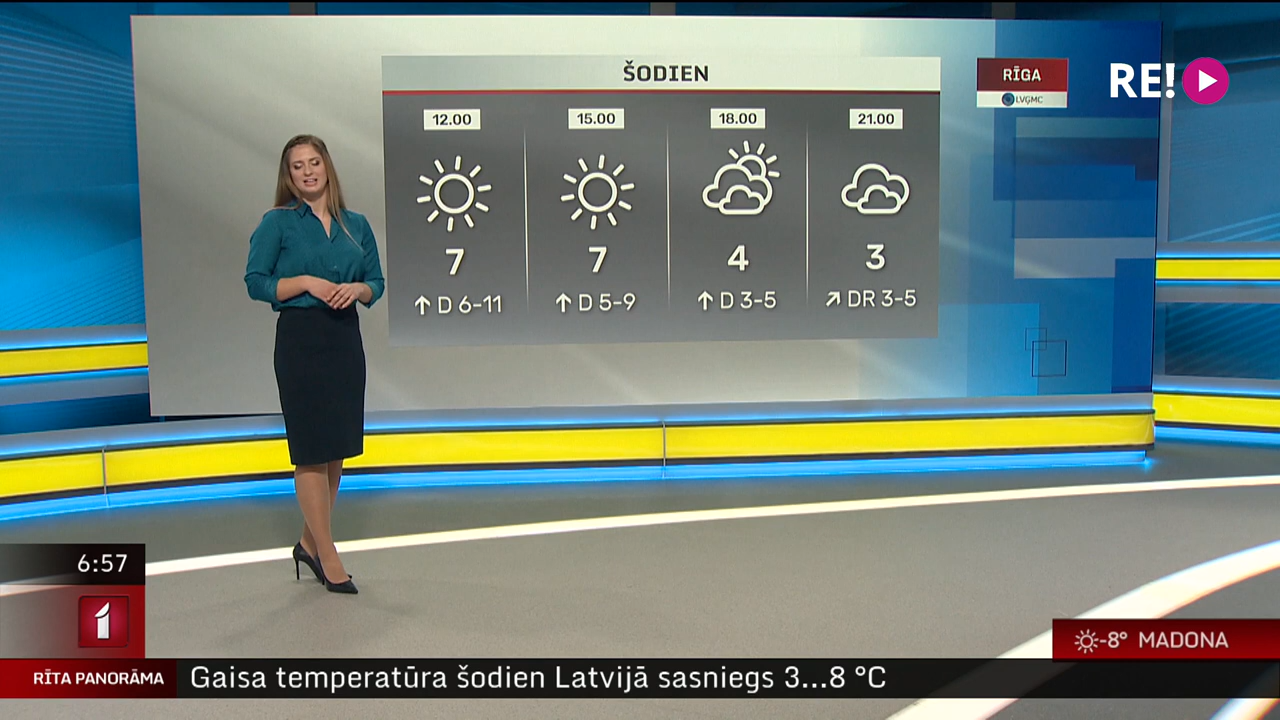 ŠODIEN
RĪGA
LVĢMC
RE!
12.00 15.00 18.00 21.00
7 7 4 3
↑ D 6-11 ↑ D 5-9 ↑ D 3-5 ↗ DR 3-5
6:57
1
-8° MADONA
RĪTA PANORĀMA
Gaisa temperatūra šodien Latvijā sasniegs 3...8 °C